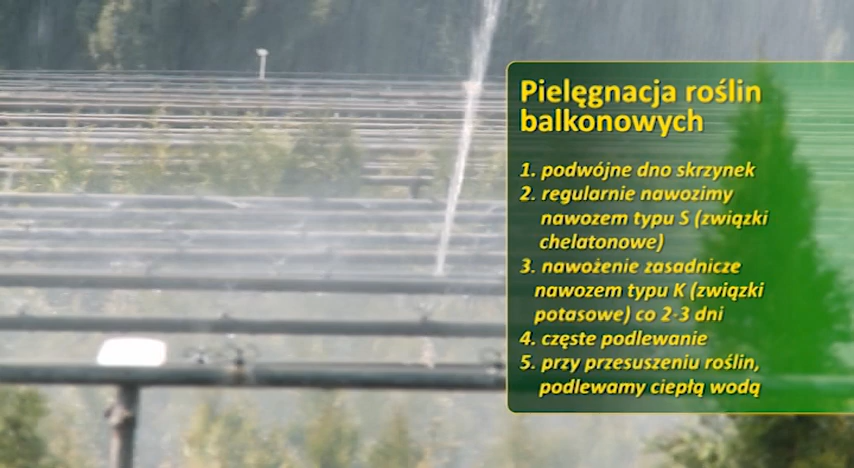 Pielęgnacja roślin
balkonowych
1. podwójne dno skrzynek
2. regularnie nawozimy
nawozem typu S (związki
chelatonowe)
3. nawożenie zasadnicze
nawozem typu K (związki
potasowe) co 2-3 dni
4. częste podlewanie
5. przy przesuszeniu roślin,
podlewamy ciepłą wodą